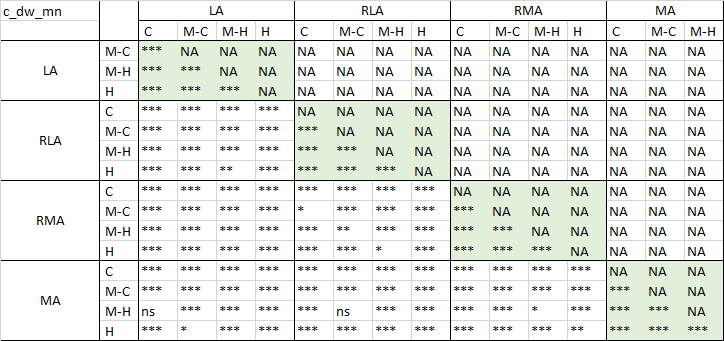 c_dw_mn LA RLA RMA MA
C M-C M-H H C M-C M-H H C M-C M-H H C M-C M-H
M-C *** NA NA NA NA NA NA NA NA NA NA NA NA NA NA
LA M-H *** *** NA NA NA NA NA NA NA NA NA NA NA NA NA
H *** *** *** NA NA NA NA NA NA NA NA NA NA NA NA
C *** *** *** *** NA NA NA NA NA NA NA NA NA NA NA
RLA M-C *** *** *** *** *** NA NA NA NA NA NA NA NA NA NA
M-H *** *** *** *** *** *** NA NA NA NA NA NA NA NA NA
H *** *** ** *** *** *** *** NA NA NA NA NA NA NA NA
C *** *** *** *** *** *** *** *** NA NA NA NA NA NA NA
RMA M-C *** *** *** *** * *** *** *** *** NA NA NA NA NA NA
M-H *** *** *** *** *** ** *** *** *** *** NA NA NA NA NA
H *** *** *** *** *** *** * *** *** *** *** NA NA NA NA
C *** *** *** *** *** *** *** *** *** *** *** *** NA NA NA
MA M-C *** *** *** *** *** *** *** *** *** *** *** *** *** NA NA
M-H ns *** *** *** *** ns *** *** *** *** * *** *** *** NA
H *** * *** *** *** *** *** *** *** *** *** ** *** *** ***